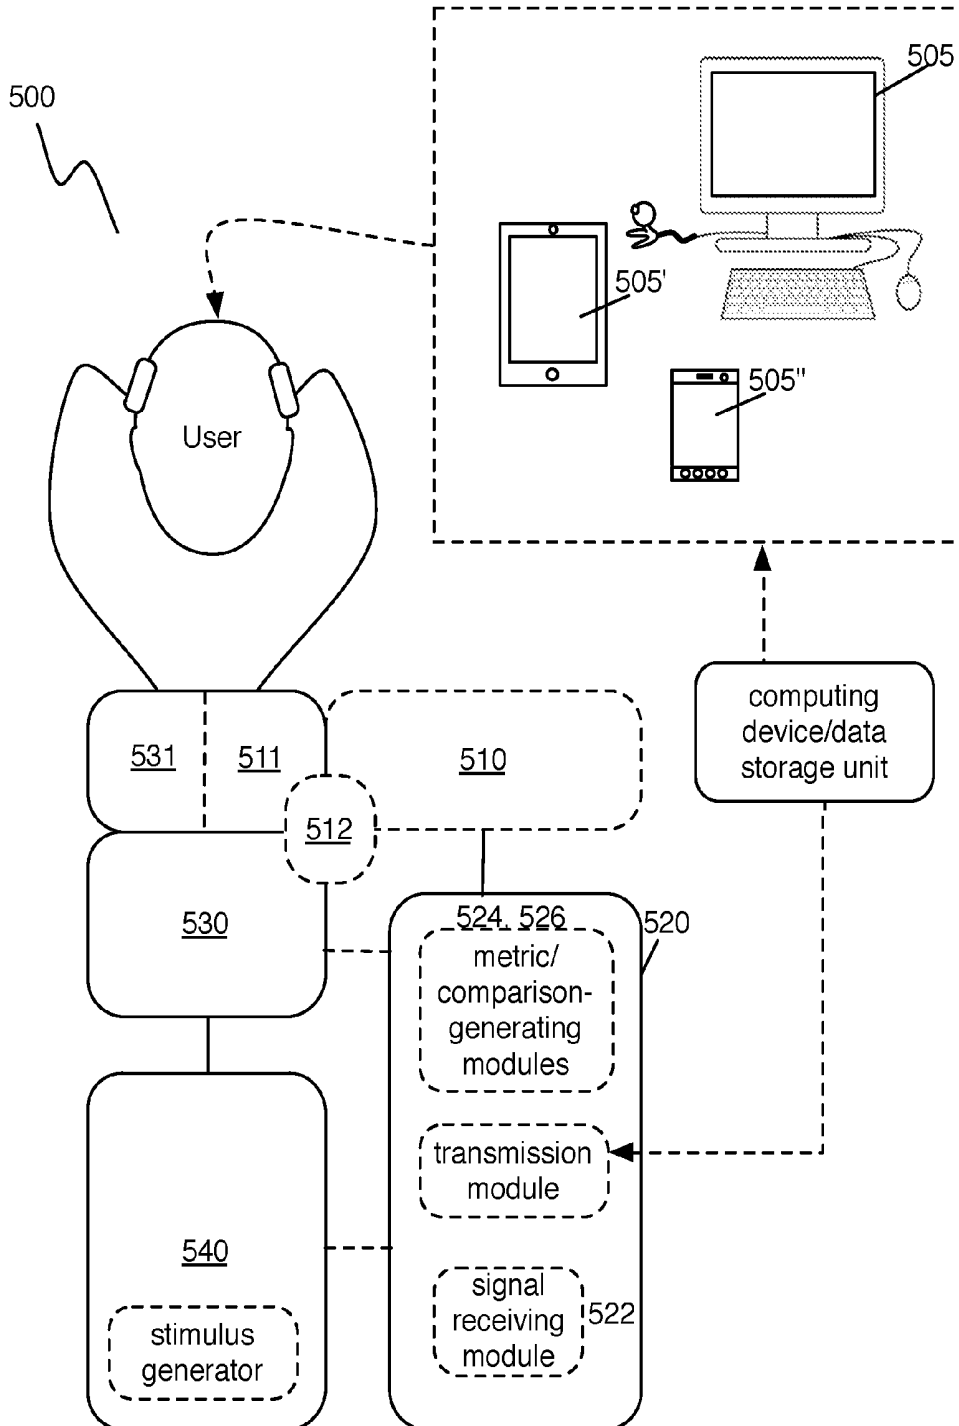 500
505
505'
505"
User
531
511
510
512
computing
device/data
storage unit
530
524, 526
520
metric/
comparison-
generating
modules
transmission
module
540
signal
receiving
module
522
stimulus
generator